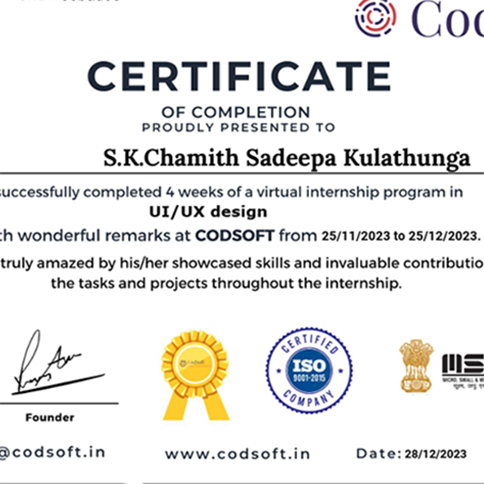 Cod
CERTIFICATE
OF COMPLETION
PROUDLY PRESENTED TO
S.K.Chamith Sadeepa Kulathunga
successfully completed 4 weeks of a virtual internship program in
UI/UX design
th wonderful remarks at CODSOFT from 25/11/2023 to 25/12/2023.
truly amazed by his/her showcased skills and invaluable contributio
the tasks and projects throughout the internship.
CodSoft
CERTIFIED
ISO
9001-2015
COMPANY
MS
MICRO, SMALL & M
Founder
@codsoft.in
www.codsoft.in
Date: 28/12/2023